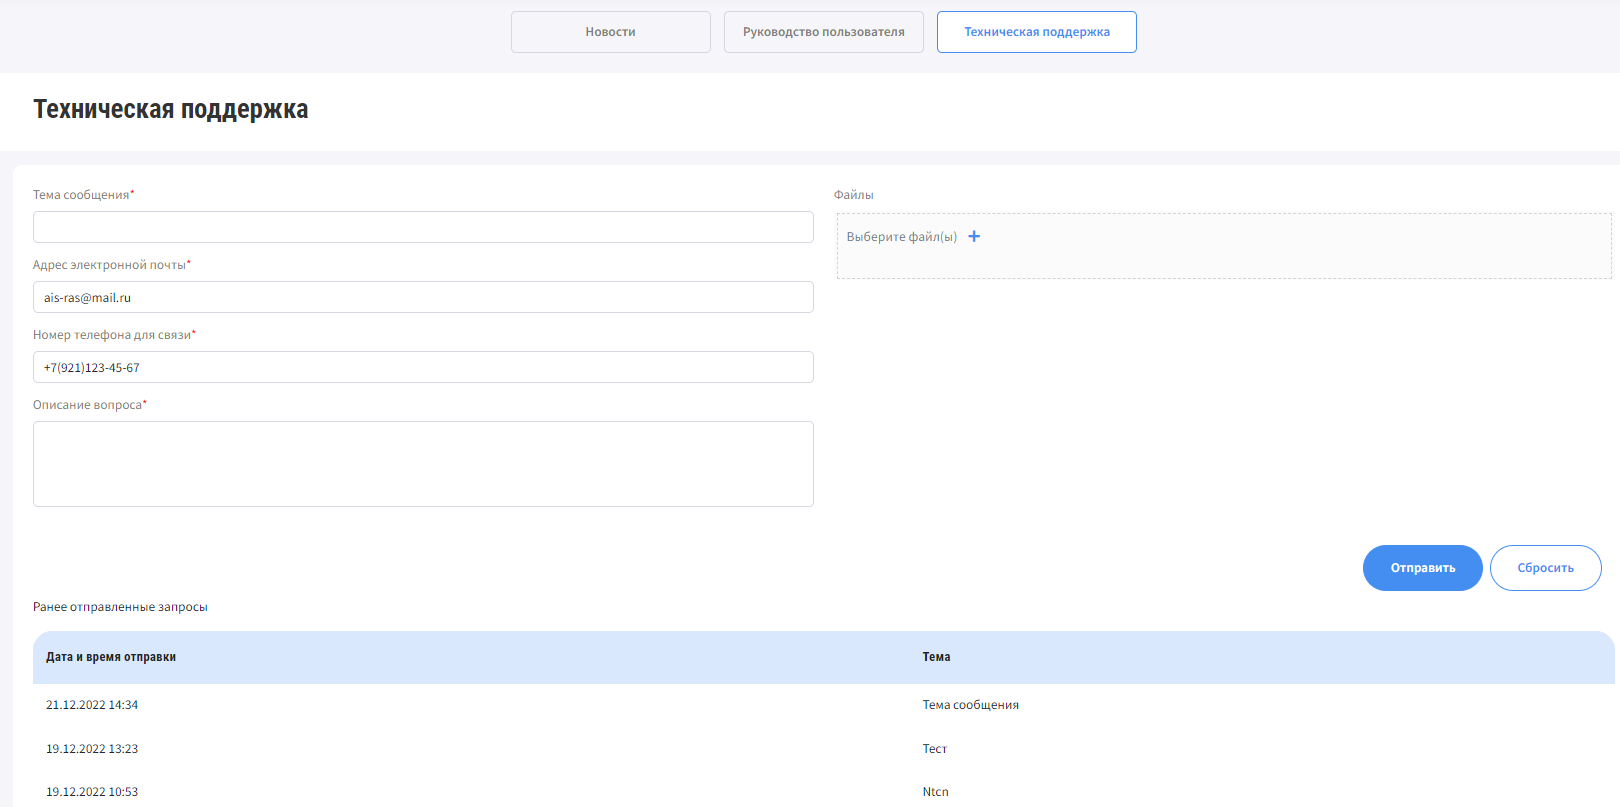 Новости
Руководство пользователя
Техническая поддержка
Техническая поддержка
Тема сообщения*
Файлы
Выберите файл(ы) +
Адрес электронной почты*
ais-ras@mail.ru
Номер телефона для связи*
+7(921)123-45-67
Описание вопроса*
Отправить
Сбросить
Ранее отправленные запросы
Дата и время отправки Тема
21.12.2022 14:34 Тема сообщения
19.12.2022 13:23 Тест
19.12.2022 10:53 Ntcn